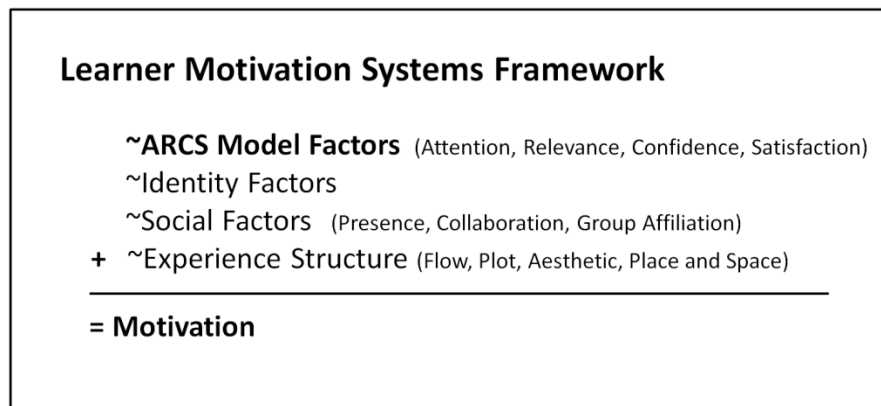 Learner Motivation Systems Framework
~ARCS Model Factors (Attention, Relevance, Confidence, Satisfaction)
~Identity Factors
~Social Factors (Presence, Collaboration, Group Affiliation)
+ ~Experience Structure (Flow, Plot, Aesthetic, Place and Space)
= Motivation